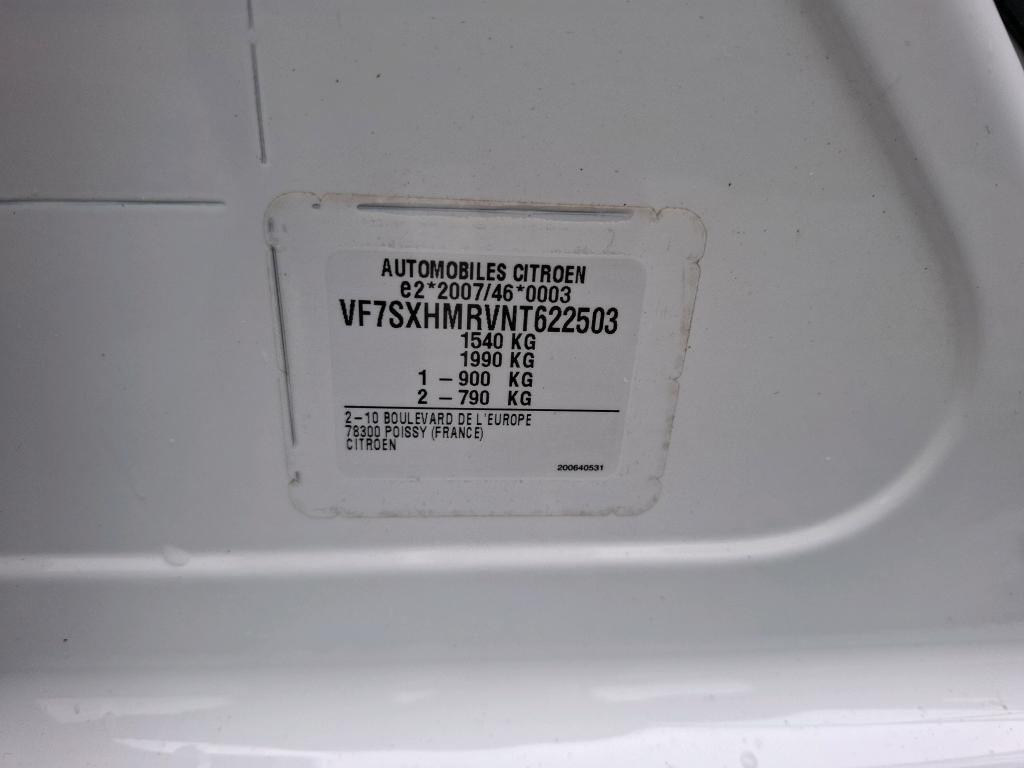 AUTOMOBILES CITROEN
e2*2007/46*0003
VF7SXHMRVNT622503
1540 KG
1990 KG
1 – 900 KG
2 – 790 KG
2–10 BOULEVARD DE L'EUROPE
78300 POISSY (FRANCE)
CITROEN
200640531